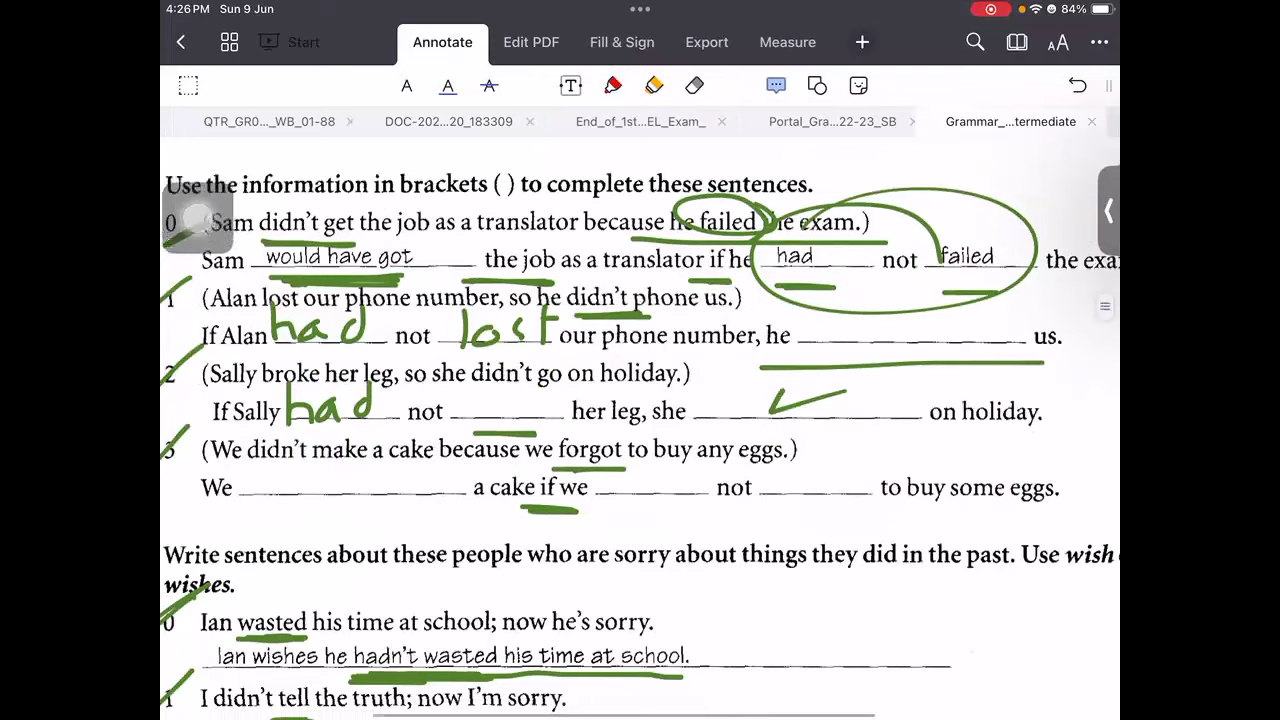 4:26 PM Sun 9 Jun 84%
Start Annotate Edit PDF Fill & Sign Export Measure
QTR_GR0..._WB_01-88 DOC-202...20_183309 End_of_1st...EL_Exam_ Portal_Gra...22-23_SB Grammar_...termediate
Use the information in brackets ( ) to complete these sentences.
0 (Sam didn't get the job as a translator because he failed the exam.)
Sam would have got the job as a translator if he had not failed the exa
1 (Alan lost our phone number, so he didn't phone us.)
If Alan had not lost our phone number, he ____ us.
2 (Sally broke her leg, so she didn't go on holiday.)
If Sally had not ____ her leg, she ____ on holiday.
3 (We didn't make a cake because we forgot to buy any eggs.)
We ____ a cake if we ____ not ____ to buy some eggs.
Write sentences about these people who are sorry about things they did in the past. Use wish
wishes.
0 Ian wasted his time at school; now he's sorry.
Ian wishes he hadn't wasted his time at school.
1 I didn't tell the truth; now I'm sorry.